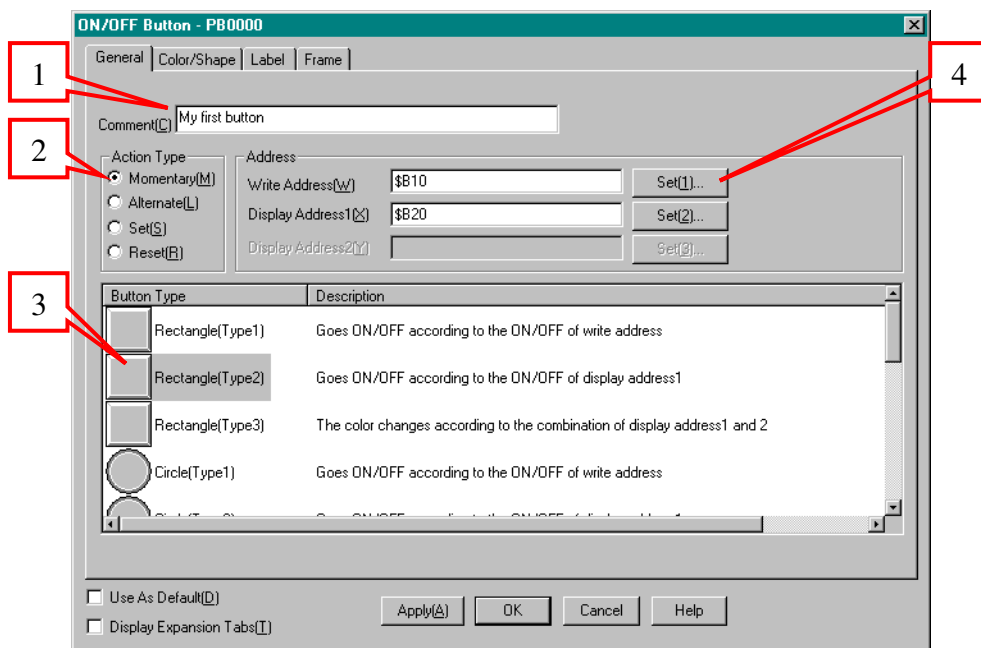 ON/OFF Button - PB0000
General Color/Shape Label Frame
1
4
Comment(C) My first button
2
Action Type
Address
Momentary(M)
Write Address(W) $B10 Set(1)...
Alternate(L)
Display Address1(X) $B20 Set(2)...
Set(S)
Display Address2(Y) Set(3)...
Reset(R)
3
Button Type Description
Rectangle(Type1) Goes ON/OFF according to the ON/OFF of write address
Rectangle(Type2) Goes ON/OFF according to the ON/OFF of display address1
Rectangle(Type3) The color changes according to the combination of display address1 and 2
Circle(Type1) Goes ON/OFF according to the ON/OFF of write address
Use As Default(D)
Apply(A) OK Cancel Help
Display Expansion Tabs(T)